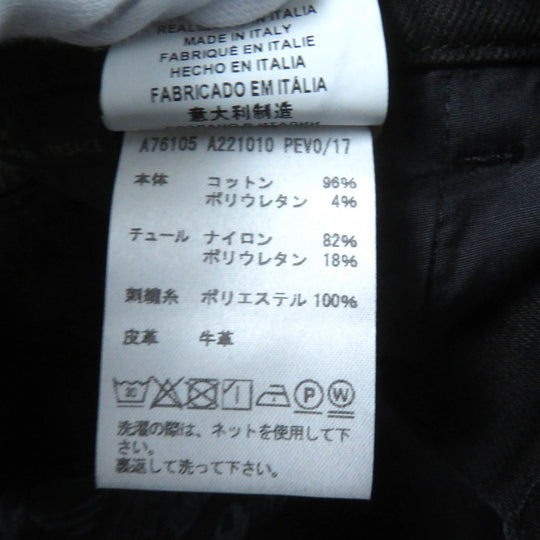 IN ITALIA
MADE IN ITALY
FABRIQUÉ EN ITALIE
HECHO EN ITALIA
FABRICADO EM ITÁLIA
意大利制造
A76105 A221010 PEV0/17
本体 コットン 96%
ポリウレタン 4%
チュール ナイロン 82%
ポリウレタン 18%
刺繍糸 ポリエステル 100%
皮革 牛革
30 P W
洗濯の際は、ネットを使用して下
さい。
裏返して洗って下さい。